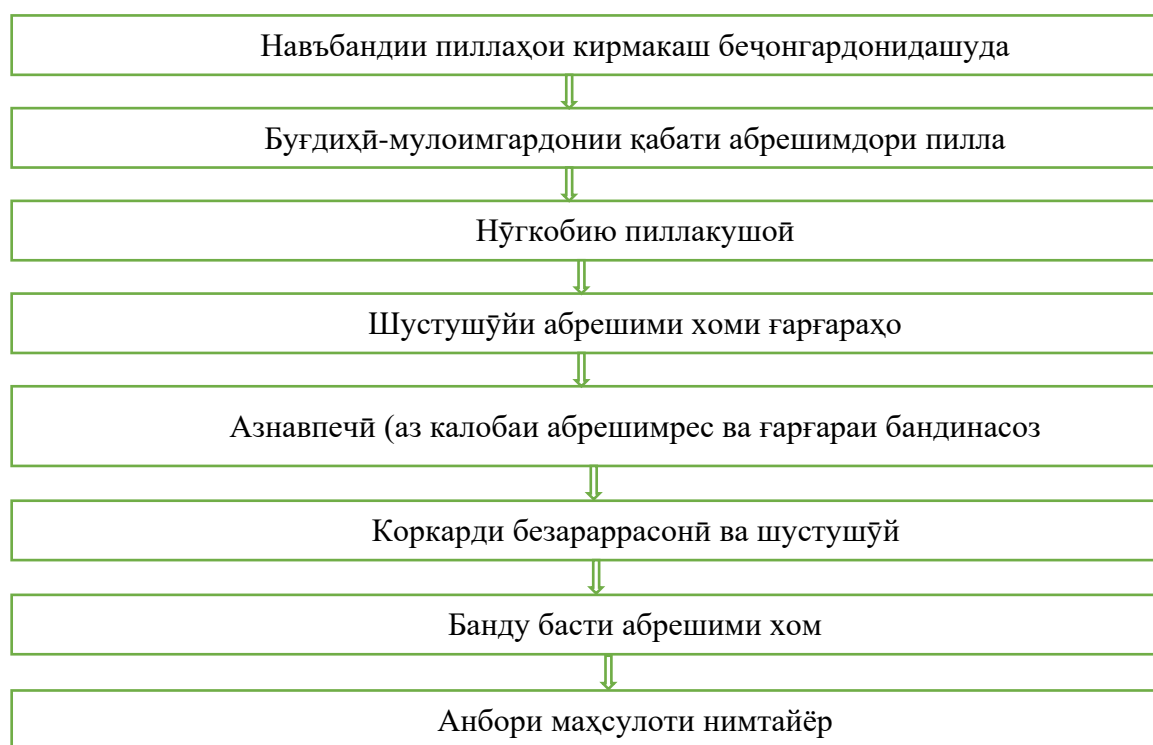 Навъбандии пиллаҳои кирмакаш беҷонгардонидашуда
Буғдиҳӣ-мулоимгардонии қабати абрешимдори пилла
Нӯгкобию пиллакушоӣ
Шустушӯйи абрешими хоми ғарғараҳо
Азнавпечӣ (аз калобаи абрешимрес ва ғарғараи бандинасоз
Коркарди безараррасонӣ ва шустушӯй
Банду басти абрешими хом
Анбори маҳсулоти нимтайёр